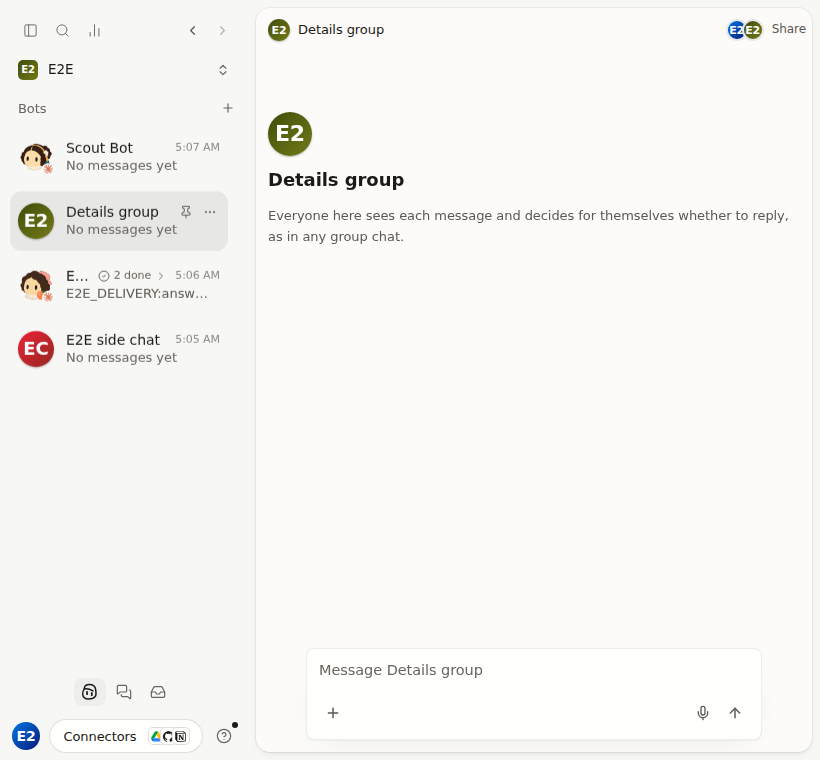 E2 E2E
Bots
Scout Bot 5:07 AM
No messages yet
E2 Details group
No messages yet
E... 2 done 5:06 AM
E2E_DELIVERY:answ...
EC E2E side chat 5:05 AM
No messages yet
E2 Connectors
E2 Details group E2 E2 Share
E2
Details group
Everyone here sees each message and decides for themselves whether to reply,
as in any group chat.
Message Details group